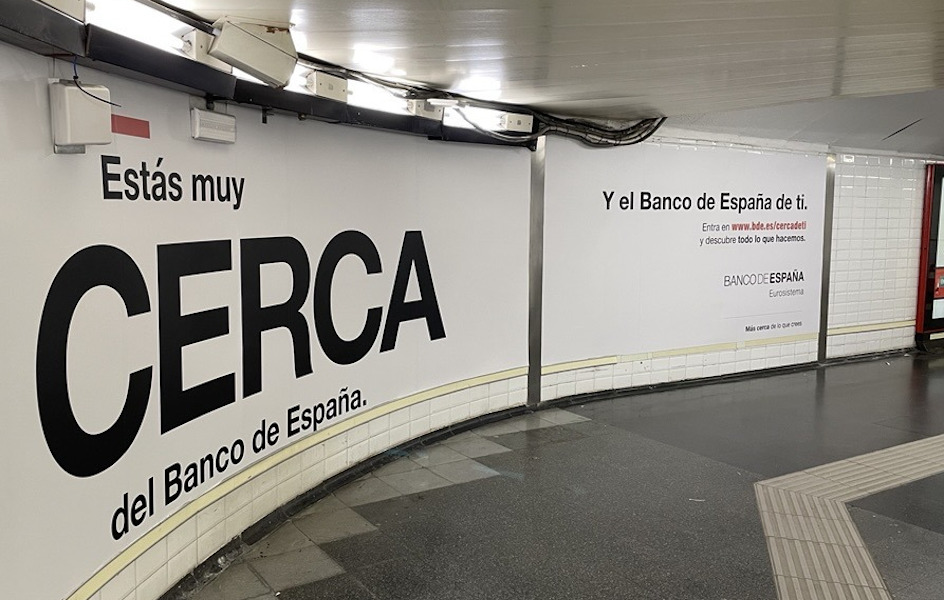 Estás muy
CERCA
del Banco de España.
Y el Banco de España de ti.
Entra en www.bde.es/cercadeti
y descubre todo lo que hacemos.
BANCO DE ESPAÑA
Eurosistema
Más cerca de lo que crees